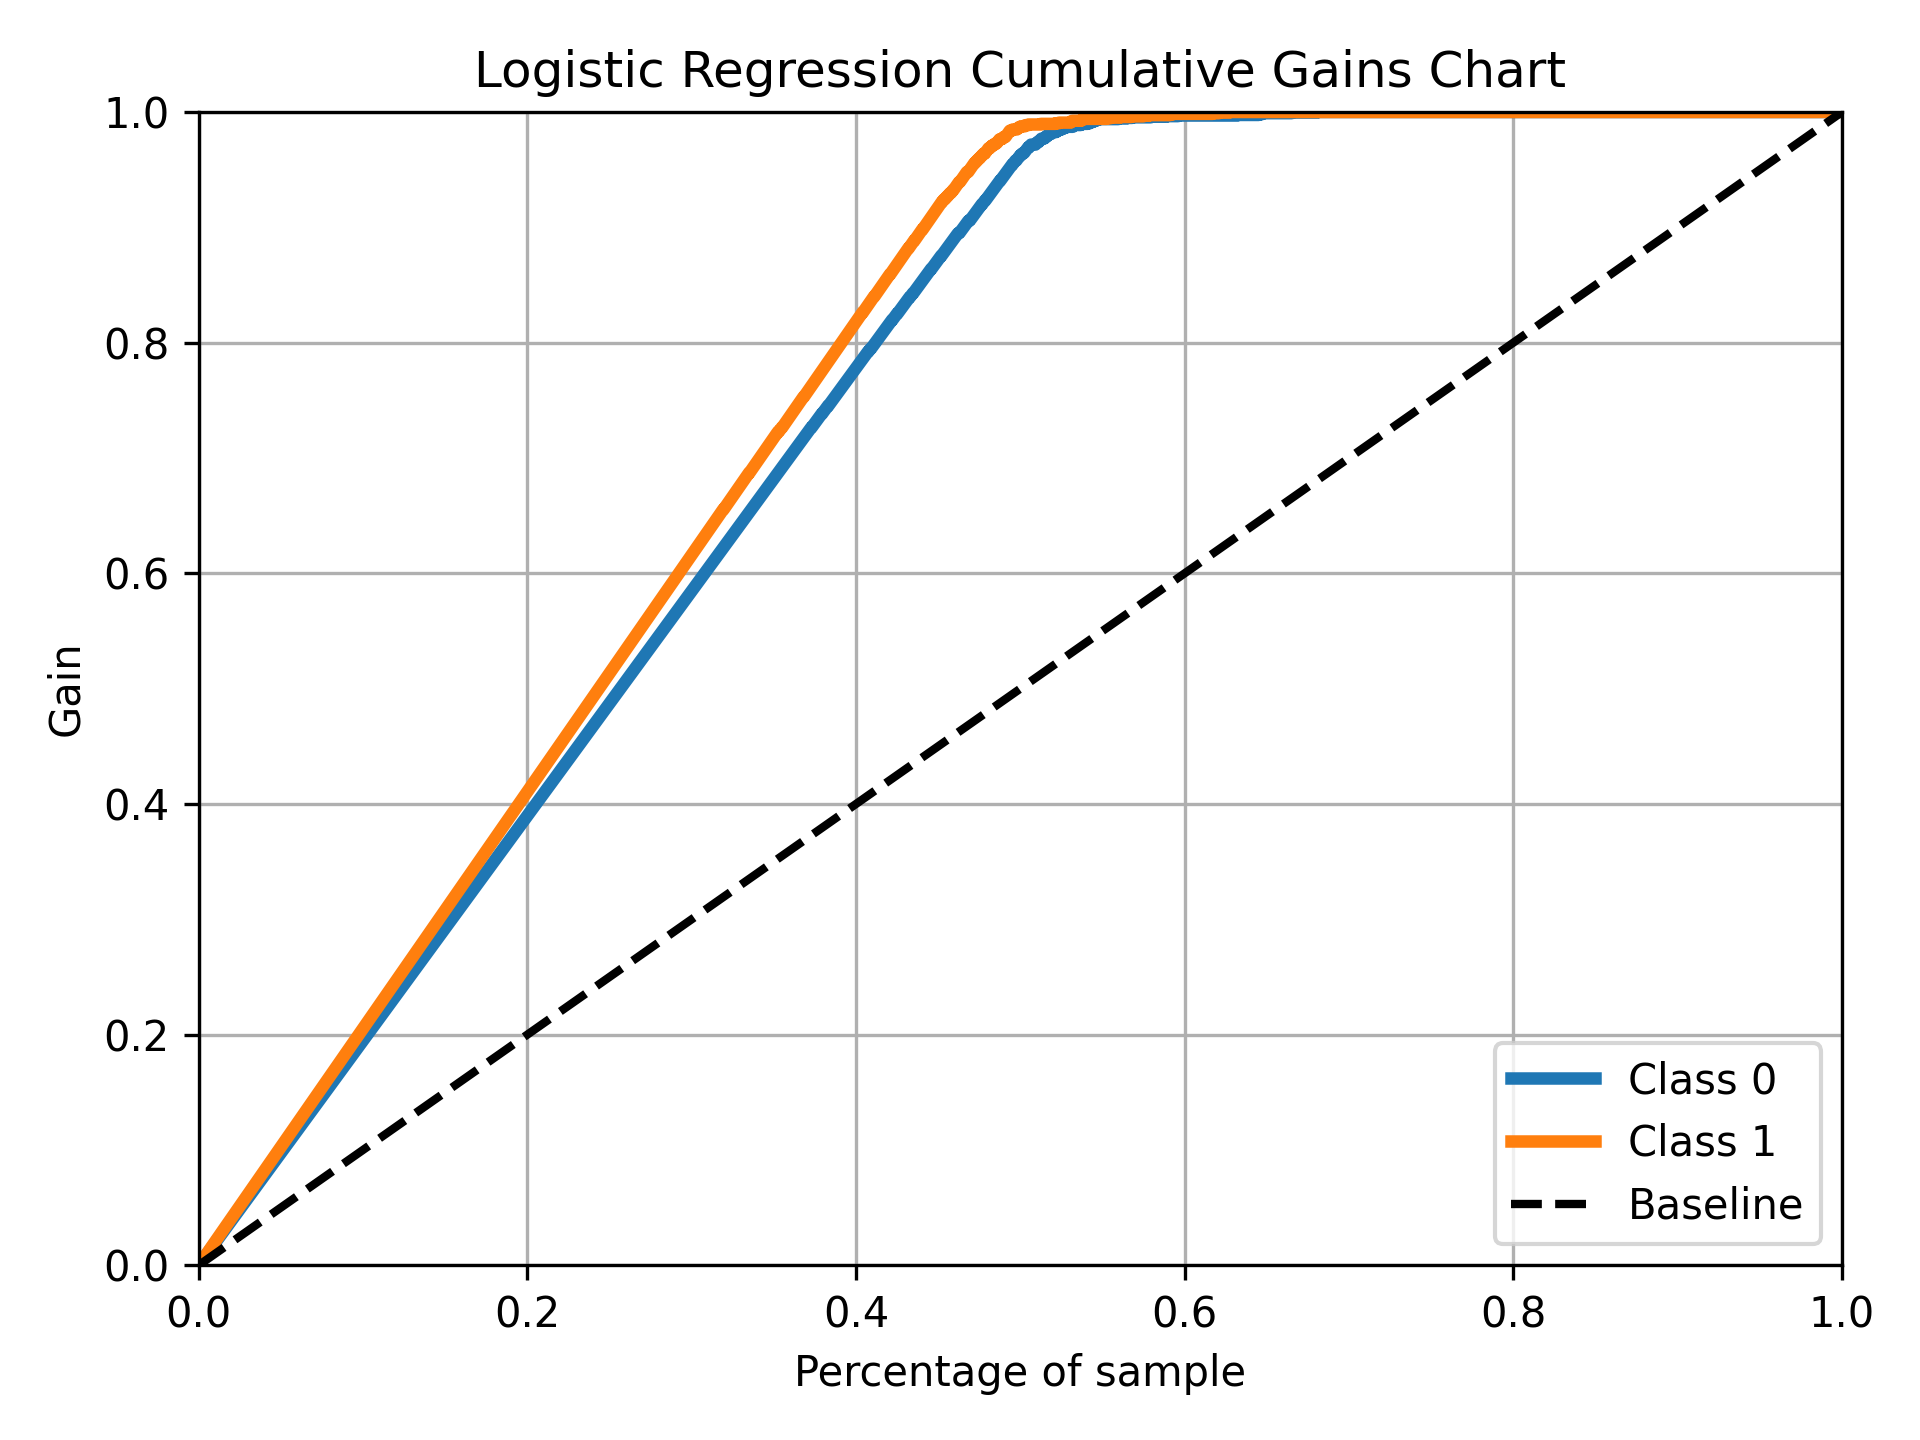 Logistic Regression Cumulative Gains Chart
1.0
0.8
0.6
0.4
0.2
0.0
Gain
0.0 0.2 0.4 0.6 0.8 1.0
Percentage of sample
Class 0
Class 1
Baseline